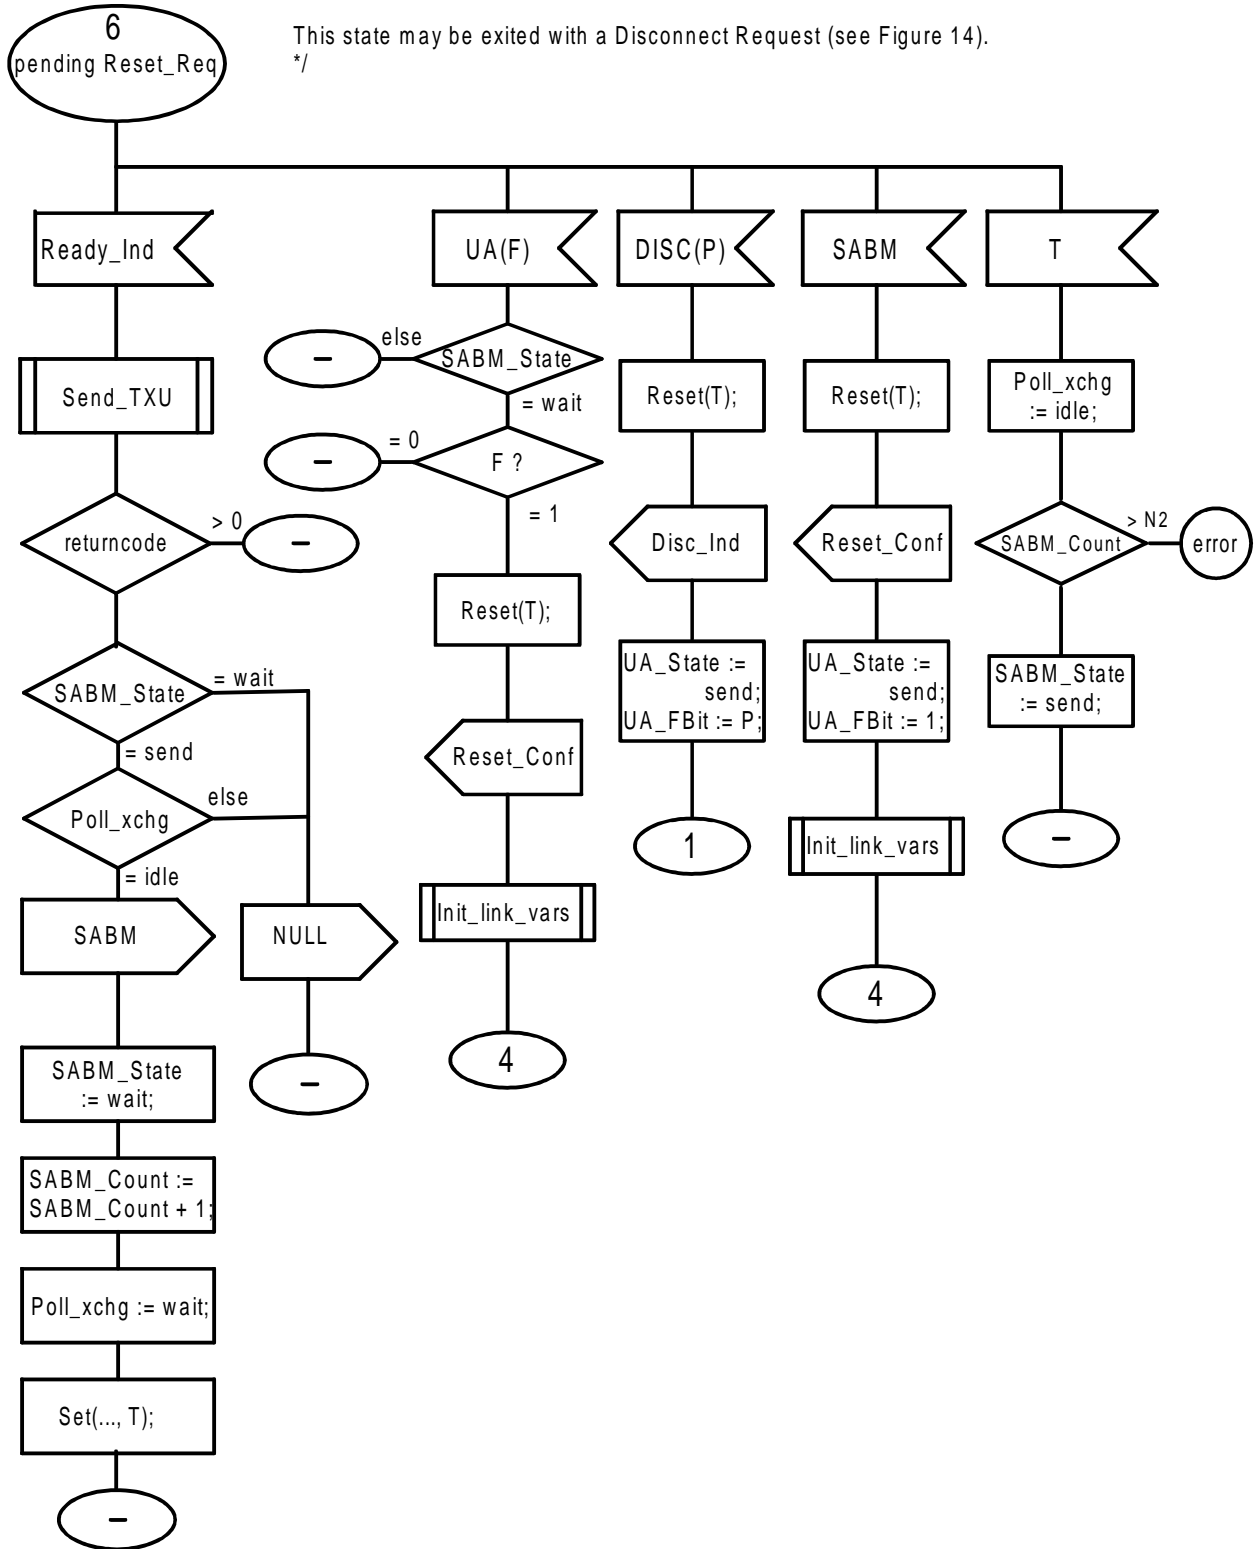 6
pending Reset_Req
This state may be exited with a Disconnect Request (see Figure 14).
*/
Ready_Ind
Send_TXU
returncode
> 0
–
SABM_State
= wait
= send
Poll_xchg
else
= idle
SABM
NULL
–
SABM_State
:= wait;
SABM_Count :=
SABM_Count + 1;
Poll_xchg := wait;
Set(..., T);
–
UA(F)
SABM_State
else
–
= wait
F ?
= 0
–
= 1
Reset(T);
Reset_Conf
Init_link_vars
4
DISC(P)
Reset(T);
Disc_Ind
UA_State :=
send;
UA_FBit := P;
1
SABM
Reset(T);
Reset_Conf
UA_State :=
send;
UA_FBit := 1;
Init_link_vars
4
T
Poll_xchg
:= idle;
SABM_Count
> N2
error
SABM_State
:= send;
–